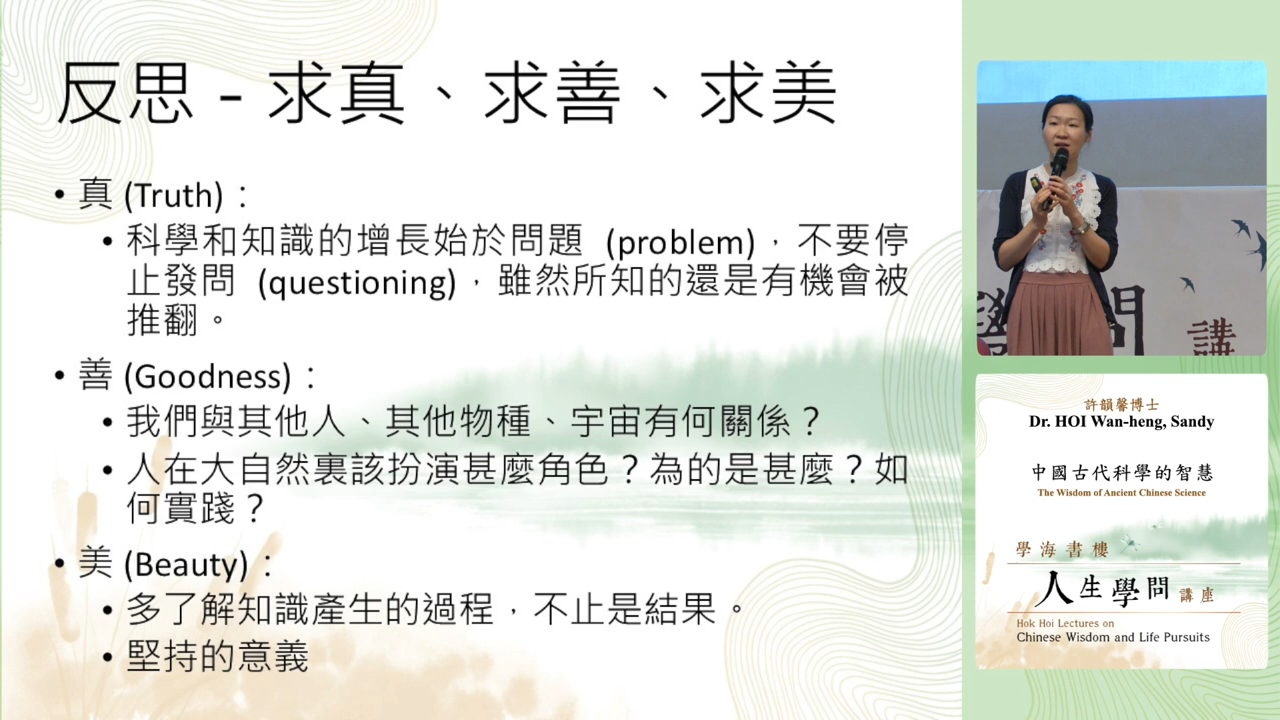 反思 - 求真、求善、求美
• 真 (Truth)：
• 科學和知識的增長始於問題 (problem)，不要停
止發問 (questioning)，雖然所知的還是有機會被
推翻。
• 善 (Goodness)：
• 我們與其他人、其他物種、宇宙有何關係？
• 人在大自然裏該扮演甚麼角色？為的是甚麼？如
何實踐？
• 美 (Beauty)：
• 多了解知識產生的過程，不止是結果。
• 堅持的意義
學問
講
許韻馨博士
Dr. HOI Wan-heng, Sandy
中國古代科學的智慧
The Wisdom of Ancient Chinese Science
學海書樓
人生學問講座
Hok Hoi Lectures on
Chinese Wisdom and Life Pursuits